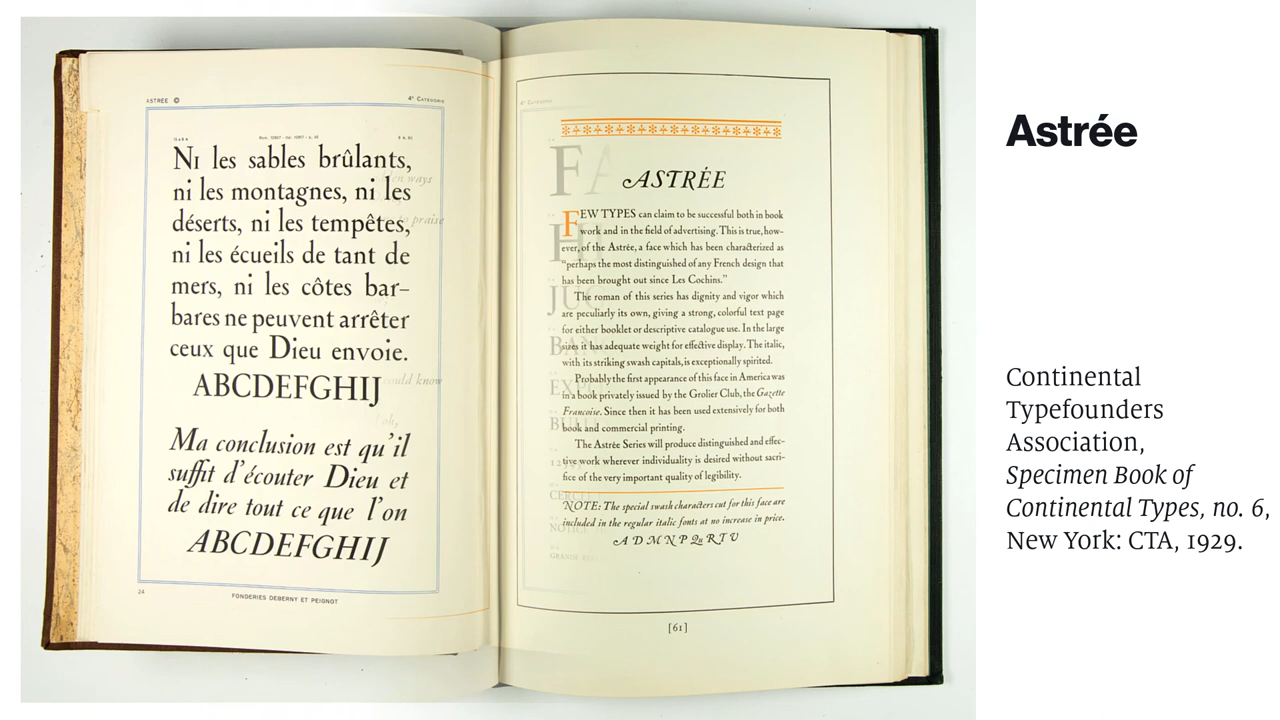 ASTRÉE ©
4e CATÉGORIE
NI les sables brûlants,
ni les montagnes, ni les
déserts, ni les tempêtes,
ni les écueils de tant de
mers, ni les côtes bar-
bares ne peuvent arrêter
ceux que Dieu envoie.
ABCDEFGHIJ
Ma conclusion est qu'il
suffit d'écouter Dieu et
de dire tout ce que l'on
ABCDEFGHIJ
24
FONDERIES DEBERNY ET PEIGNOT
ways
to praise
could know
oh,
4e CATÉGORIE
ASTRÉE
FEW TYPES can claim to be successful both in book
work and in the field of advertising. This is true, how-
ever, of the Astrée, a face which has been characterized as
"perhaps the most distinguished of any French design that
has been brought out since Les Cochins."
The roman of this series has dignity and vigor which
are peculiarly its own, giving a strong, colorful text page
for either booklet or descriptive catalogue use. In the large
sizes it has adequate weight for effective display. The italic,
with its striking swash capitals, is exceptionally spirited.
Probably the first appearance of this face in America was
in a book privately issued by the Grolier Club, the Gazette
Francoise. Since then it has been used extensively for both
book and commercial printing.
The Astrée Series will produce distinguished and effec-
tive work wherever individuality is desired without sacri-
fice of the very important quality of legibility.
NOTE: The special swash characters cut for this face are
included in the regular italic fonts at no increase in price.
A D M N P Qu R T U
[61]
Astrée
Continental
Typefounders
Association,
Specimen Book of
Continental Types, no. 6,
New York: CTA, 1929.